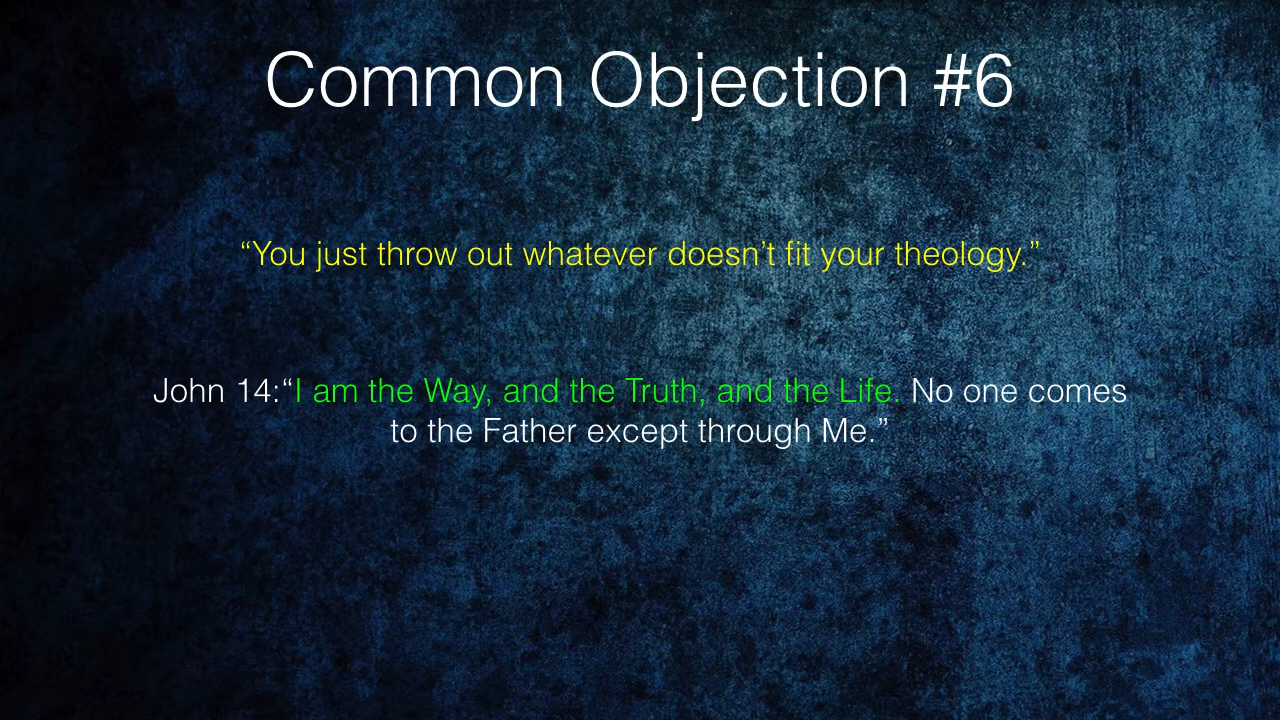 Common Objection #6
“You just throw out whatever doesn’t fit your theology.”
John 14:“I am the Way, and the Truth, and the Life. No one comes
to the Father except through Me.”